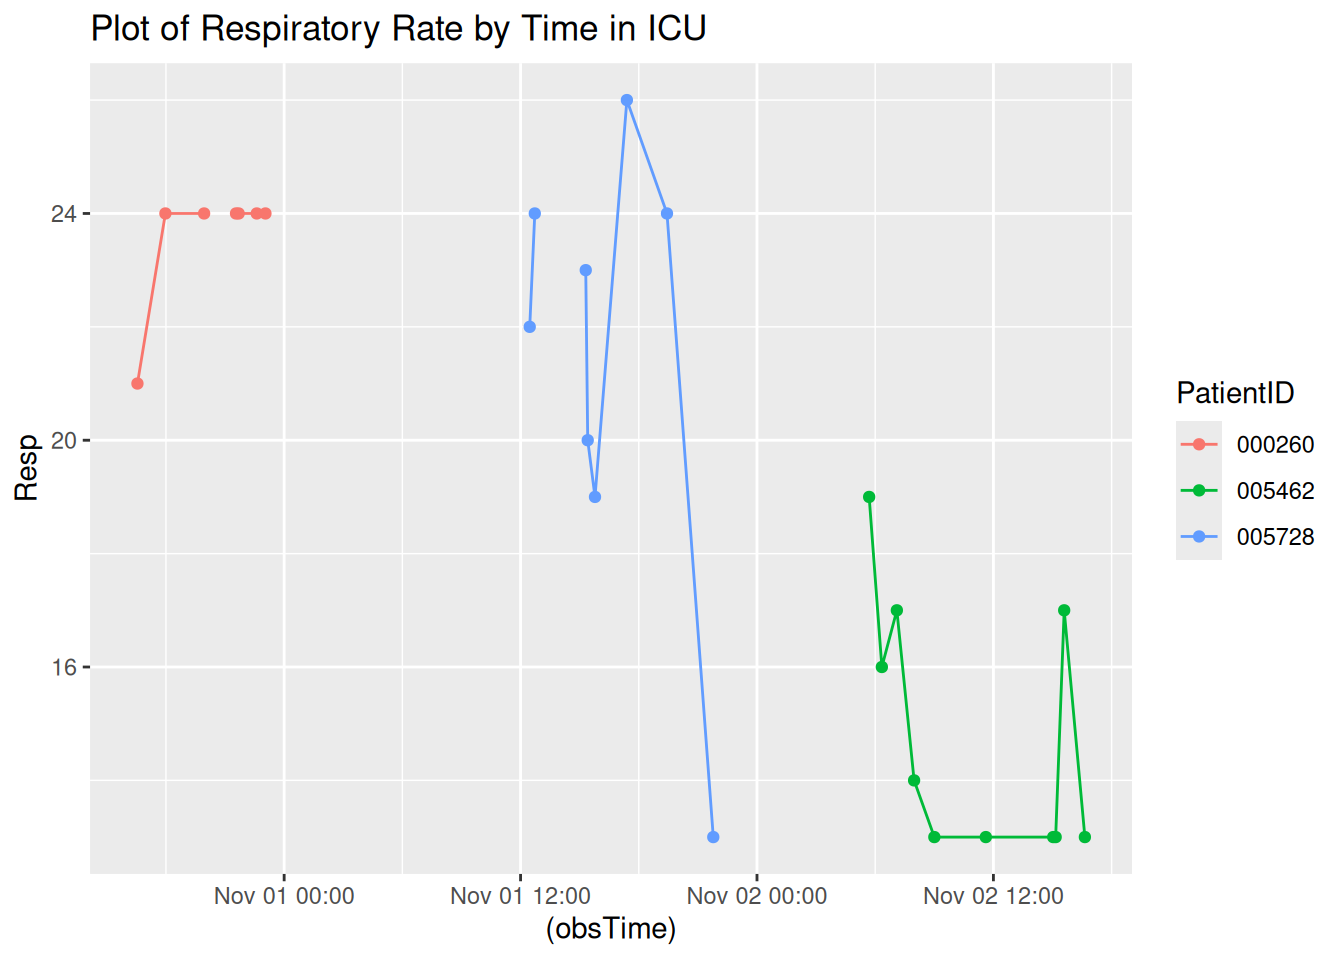 Plot of Respiratory Rate by Time in ICU
Resp
24
20
16
Nov 01 00:00
Nov 01 12:00
Nov 02 00:00
Nov 02 12:00
(obsTime)
PatientID
000260
005462
005728